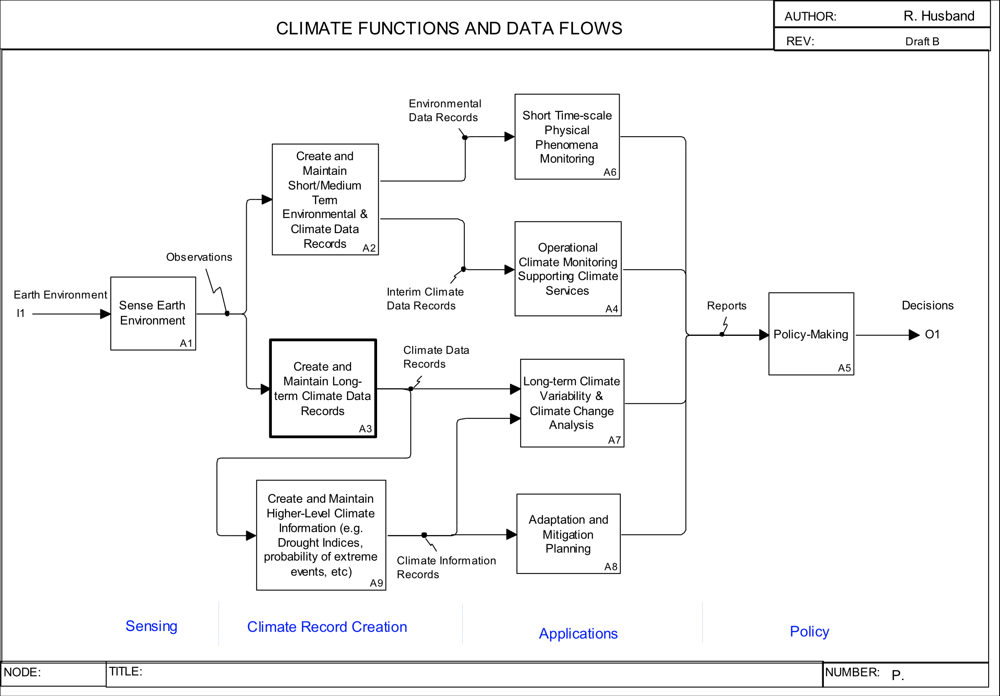 CLIMATE FUNCTIONS AND DATA FLOWS
AUTHOR: R. Husband
REV: Draft B
Environmental
Data Records
Short Time-scale
Physical
Phenomena
Monitoring
A6
Create and
Maintain
Short/Medium
Term
Environmental &
Climate Data
Records
A2
Operational
Climate Monitoring
Supporting Climate
Services
A4
Observations
Interim Climate
Data Records
Earth Environment
I1
Sense Earth
Environment
A1
Reports
Policy-Making
A5
Decisions
O1
Climate Data
Records
Create and
Maintain Long-
term Climate Data
Records
A3
Long-term Climate
Variability &
Climate Change
Analysis
A7
Create and Maintain
Higher-Level Climate
Information (e.g.
Drought Indices,
probability of extreme
events, etc)
A9
Climate Information
Records
Adaptation and
Mitigation
Planning
A8
Sensing
Climate Record Creation
Applications
Policy
NODE:
TITLE:
NUMBER: P.